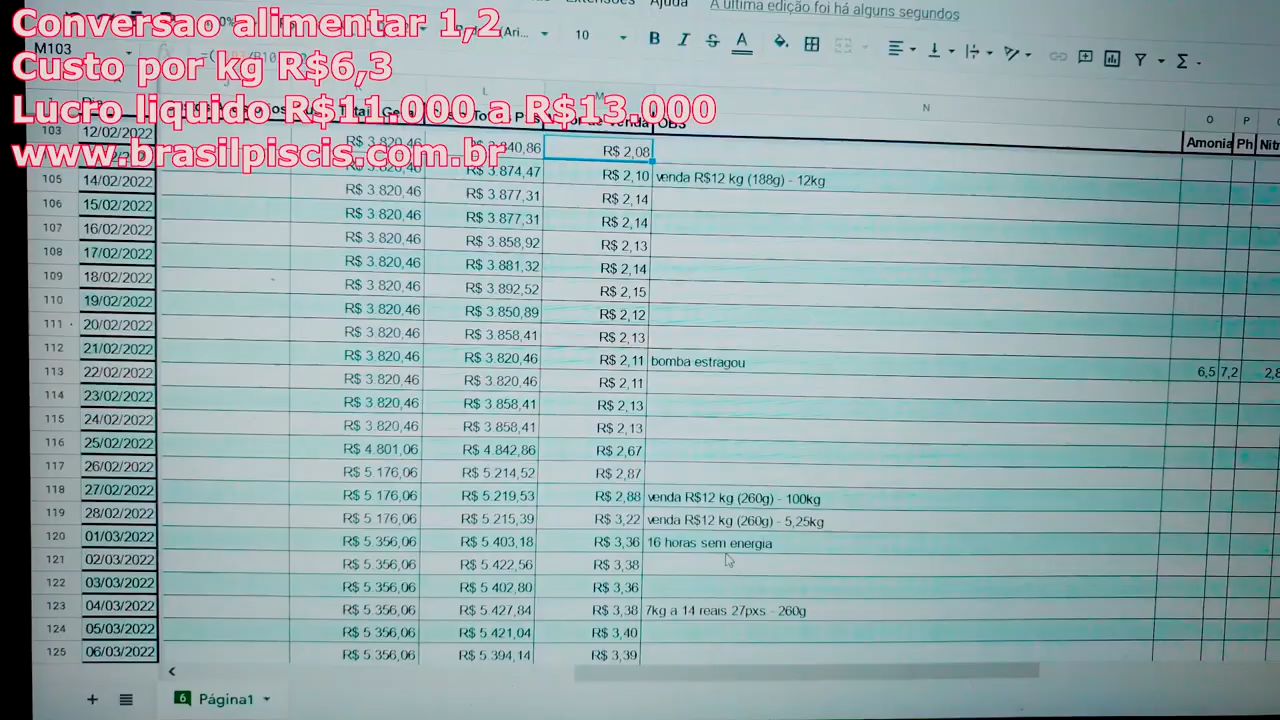 Conversao alimentar 1,2
Custo por kg R$6,3
Lucro liquido R$11.000 a R$13.000
www.brasilpiscis.com.br
Ajuda A última edição foi há alguns segundos
M103
10 B I S A
L M N O P
OBS Amonia Ph Nitr
103 12/02/2022 R$ 3.820,46 R$ 2,08
105 14/02/2022 R$ 3.820,46 R$ 3.874,47 R$ 2,10 venda R$12 kg (188g) - 12kg
106 15/02/2022 R$ 3.820,46 R$ 3.877,31 R$ 2,14
107 16/02/2022 R$ 3.820,46 R$ 3.877,31 R$ 2,14
108 17/02/2022 R$ 3.820,46 R$ 3.858,92 R$ 2,13
109 18/02/2022 R$ 3.820,46 R$ 3.881,32 R$ 2,14
110 19/02/2022 R$ 3.820,46 R$ 3.892,52 R$ 2,15
111 20/02/2022 R$ 3.820,46 R$ 3.850,89 R$ 2,12
112 21/02/2022 R$ 3.820,46 R$ 3.858,41 R$ 2,13
113 22/02/2022 R$ 3.820,46 R$ 3.820,46 R$ 2,11 bomba estragou 6,5 7,2 2,8
114 23/02/2022 R$ 3.820,46 R$ 3.820,46 R$ 2,11
115 24/02/2022 R$ 3.820,46 R$ 3.858,41 R$ 2,13
116 25/02/2022 R$ 3.820,46 R$ 3.858,41 R$ 2,13
117 26/02/2022 R$ 4.801,06 R$ 4.842,86 R$ 2,67
118 27/02/2022 R$ 5.176,06 R$ 5.214,52 R$ 2,87
119 28/02/2022 R$ 5.176,06 R$ 5.219,53 R$ 2,88 venda R$12 kg (260g) - 100kg
120 01/03/2022 R$ 5.176,06 R$ 5.215,39 R$ 3,22 venda R$12 kg (260g) - 5,25kg
121 02/03/2022 R$ 5.356,06 R$ 5.403,18 R$ 3,36 16 horas sem energia
122 03/03/2022 R$ 5.356,06 R$ 5.422,56 R$ 3,38
123 04/03/2022 R$ 5.356,06 R$ 5.402,80 R$ 3,36
124 05/03/2022 R$ 5.356,06 R$ 5.427,84 R$ 3,38 7kg a 14 reais 27pxs - 260g
125 06/03/2022 R$ 5.356,06 R$ 5.421,04 R$ 3,40
R$ 5.356,06 R$ 5.394,14 R$ 3,39
6 Página1